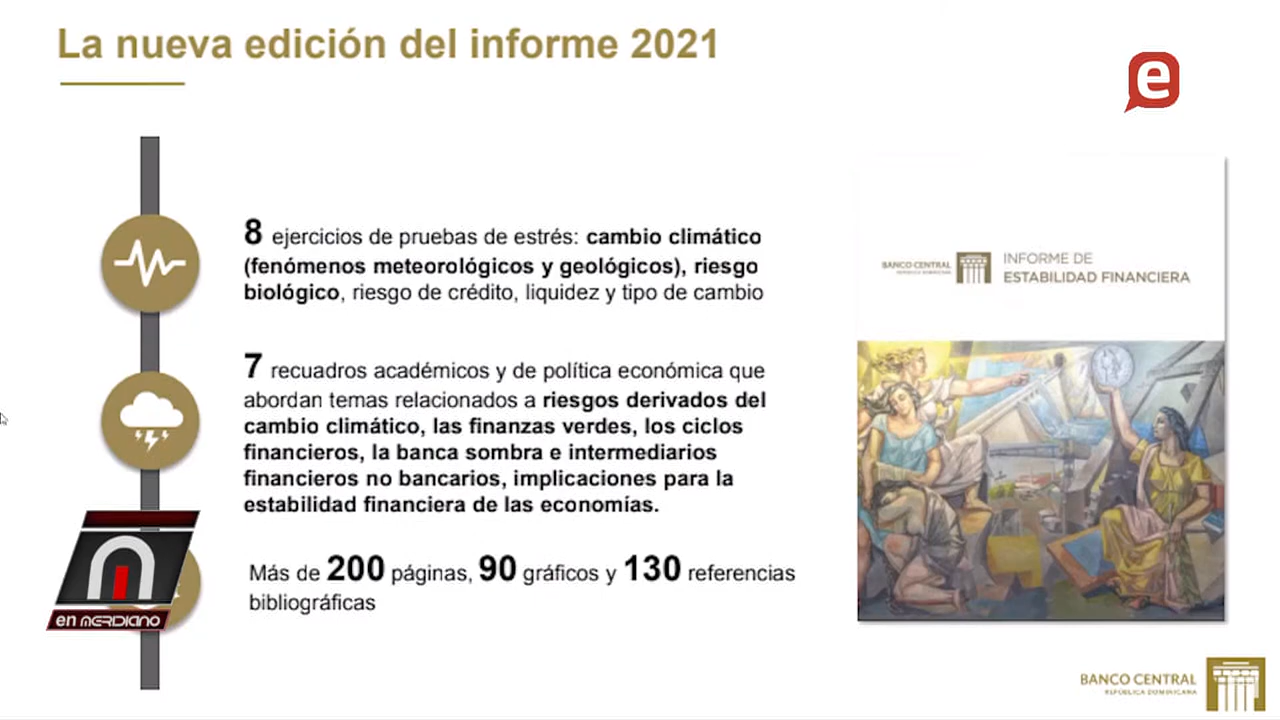 La nueva edición del informe 2021
e
8 ejercicios de pruebas de estrés: cambio climático
(fenómenos meteorológicos y geológicos), riesgo
biológico, riesgo de crédito, liquidez y tipo de cambio
7 recuadros académicos y de política económica que
abordan temas relacionados a riesgos derivados del
cambio climático, las finanzas verdes, los ciclos
financieros, la banca sombra e intermediarios
financieros no bancarios, implicaciones para la
estabilidad financiera de las economías.
Más de 200 páginas, 90 gráficos y 130 referencias
bibliográficas
en MERIDIANO
BANCO CENTRAL
REPÚBLICA DOMINICANA
INFORME DE
ESTABILIDAD FINANCIERA
BANCO CENTRAL
REPÚBLICA DOMINICANA